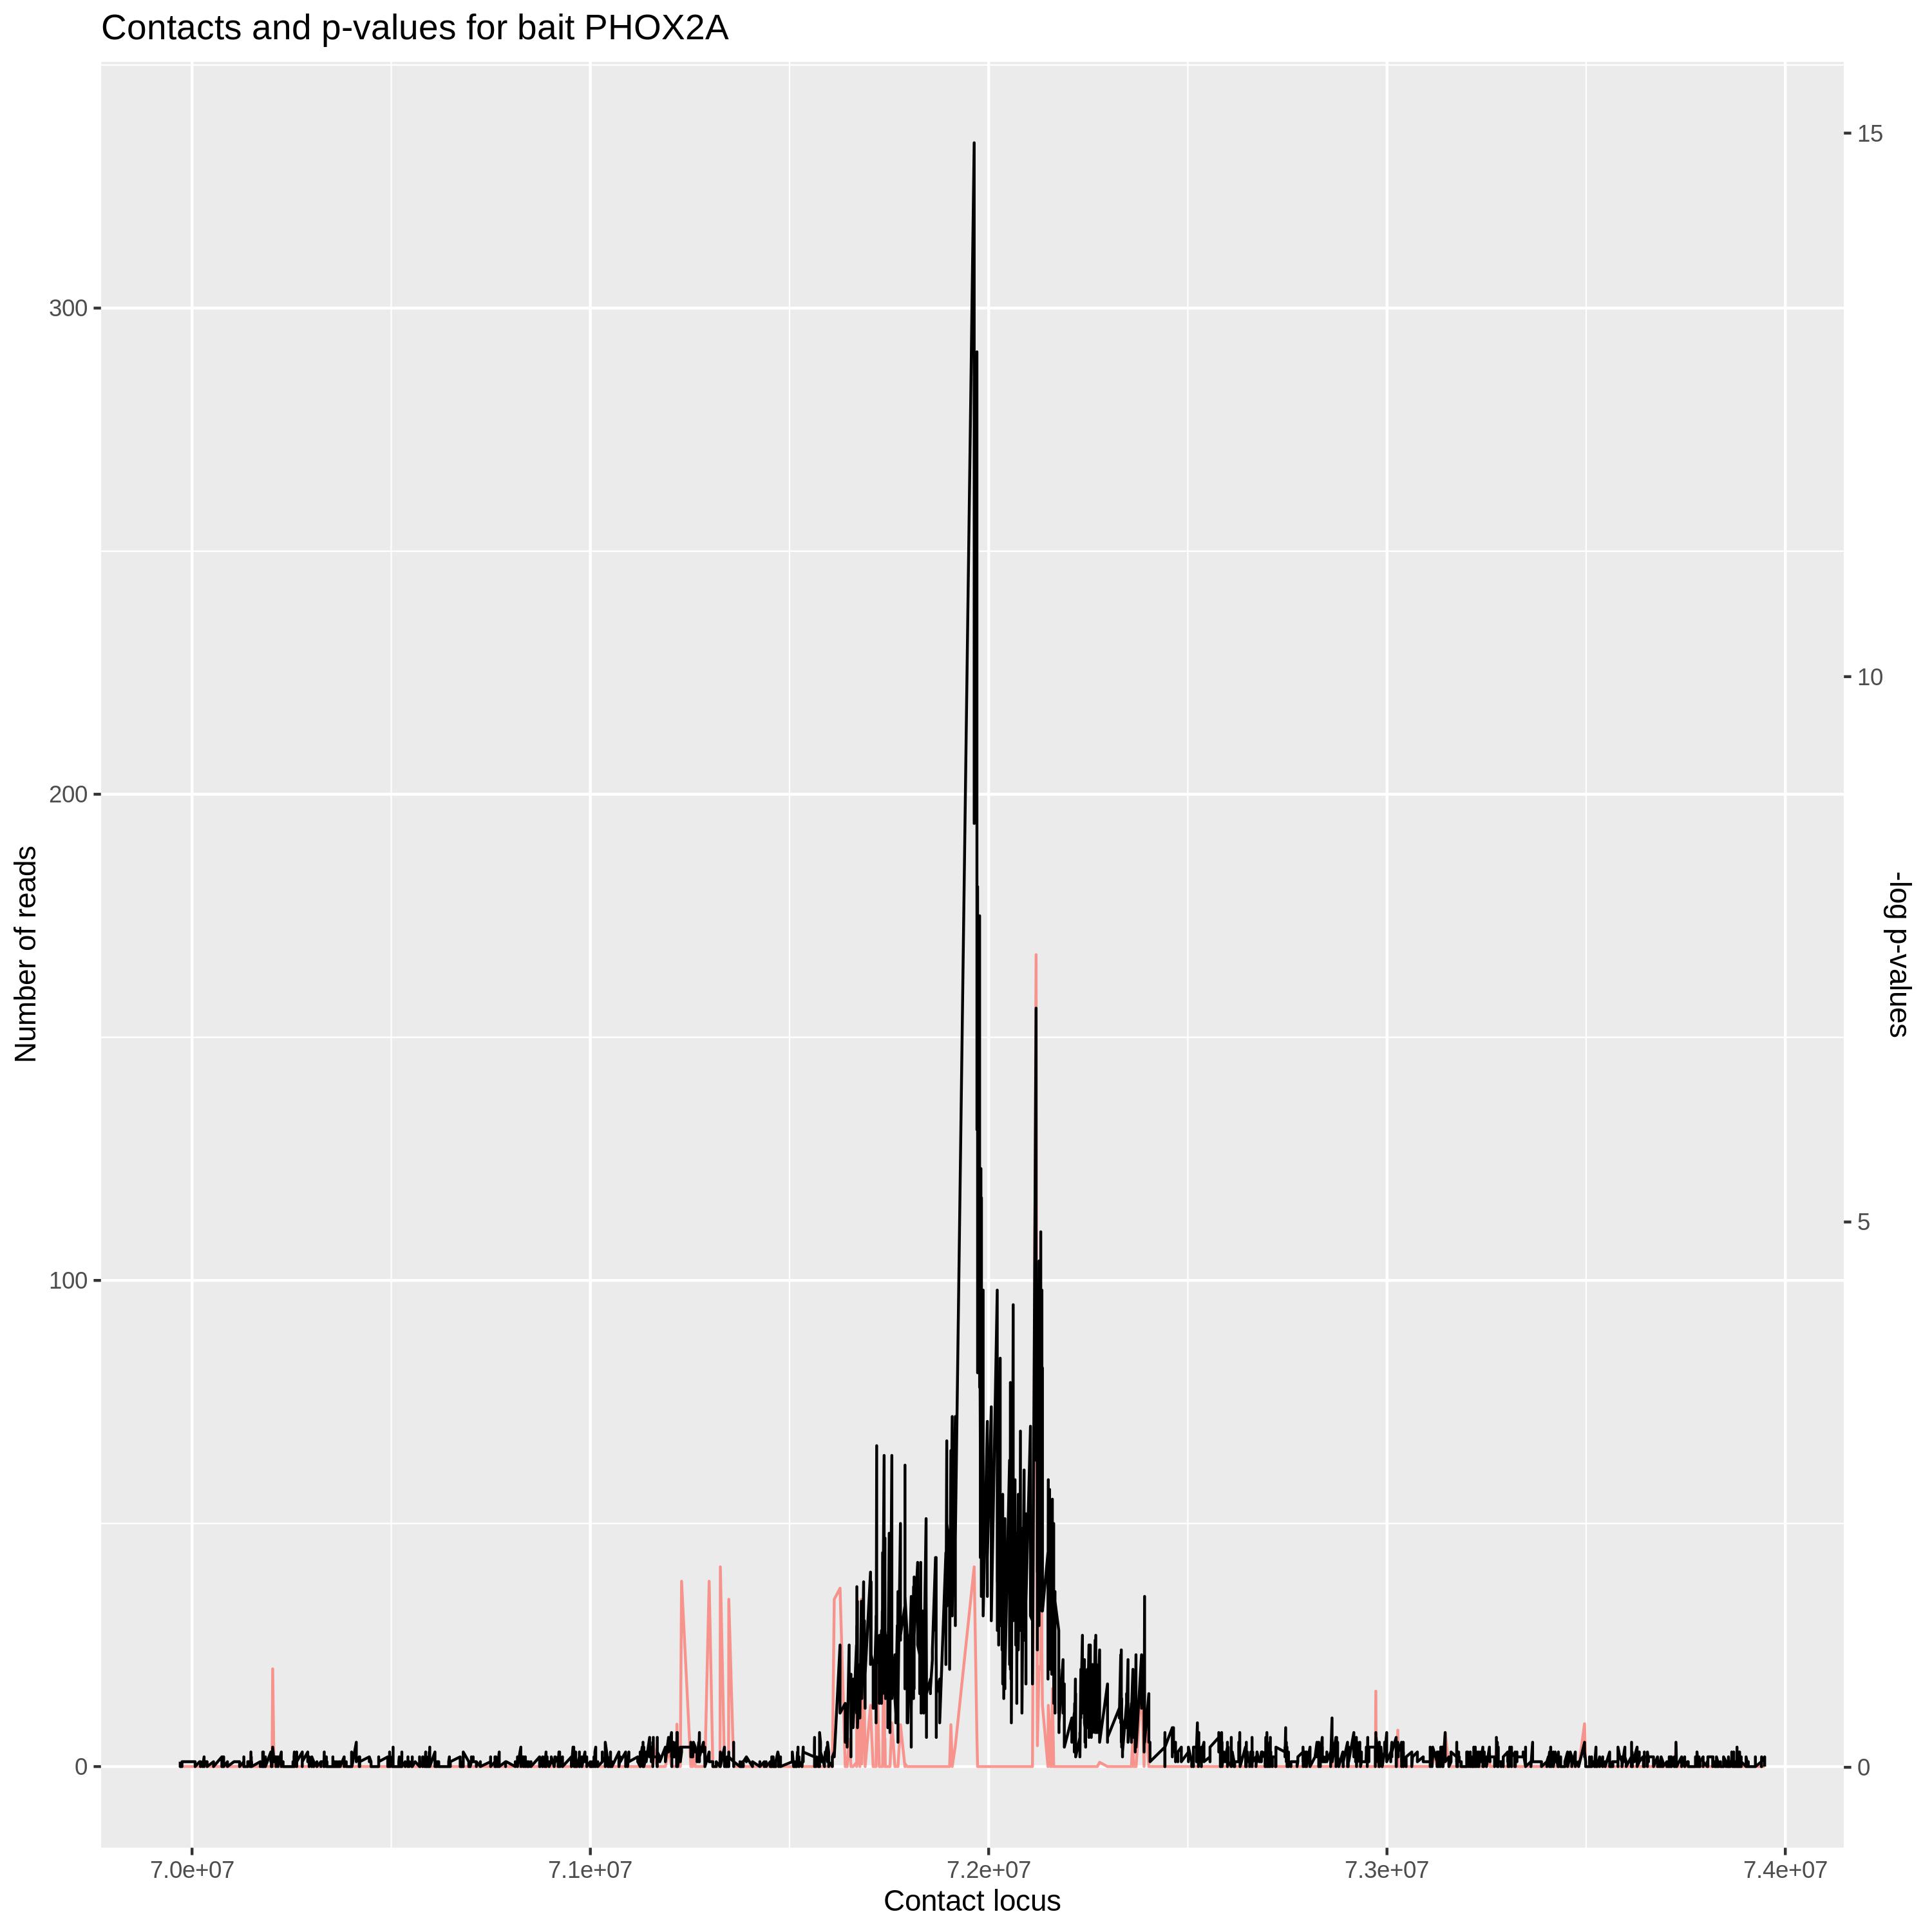 Contacts and p-values for bait PHOX2A
15
300
10
200
Number of reads
-log p-values
5
100
0
0
7.0e+07
7.1e+07
7.2e+07
7.3e+07
7.4e+07
Contact locus